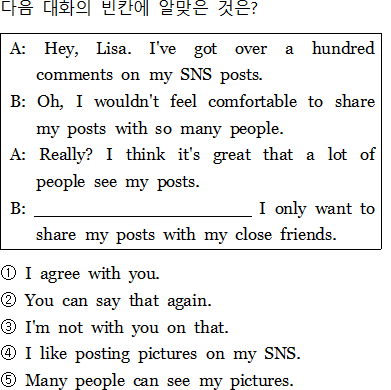 다음 대화의 빈칸에 알맞은 것은?
A: Hey, Lisa. I've got over a hundred
comments on my SNS posts.
B: Oh, I wouldn't feel comfortable to share
my posts with so many people.
A: Really? I think it's great that a lot of
people see my posts.
B: ________________________ I only want to
share my posts with my close friends.
① I agree with you.
② You can say that again.
③ I'm not with you on that.
④ I like posting pictures on my SNS.
⑤ Many people can see my pictures.